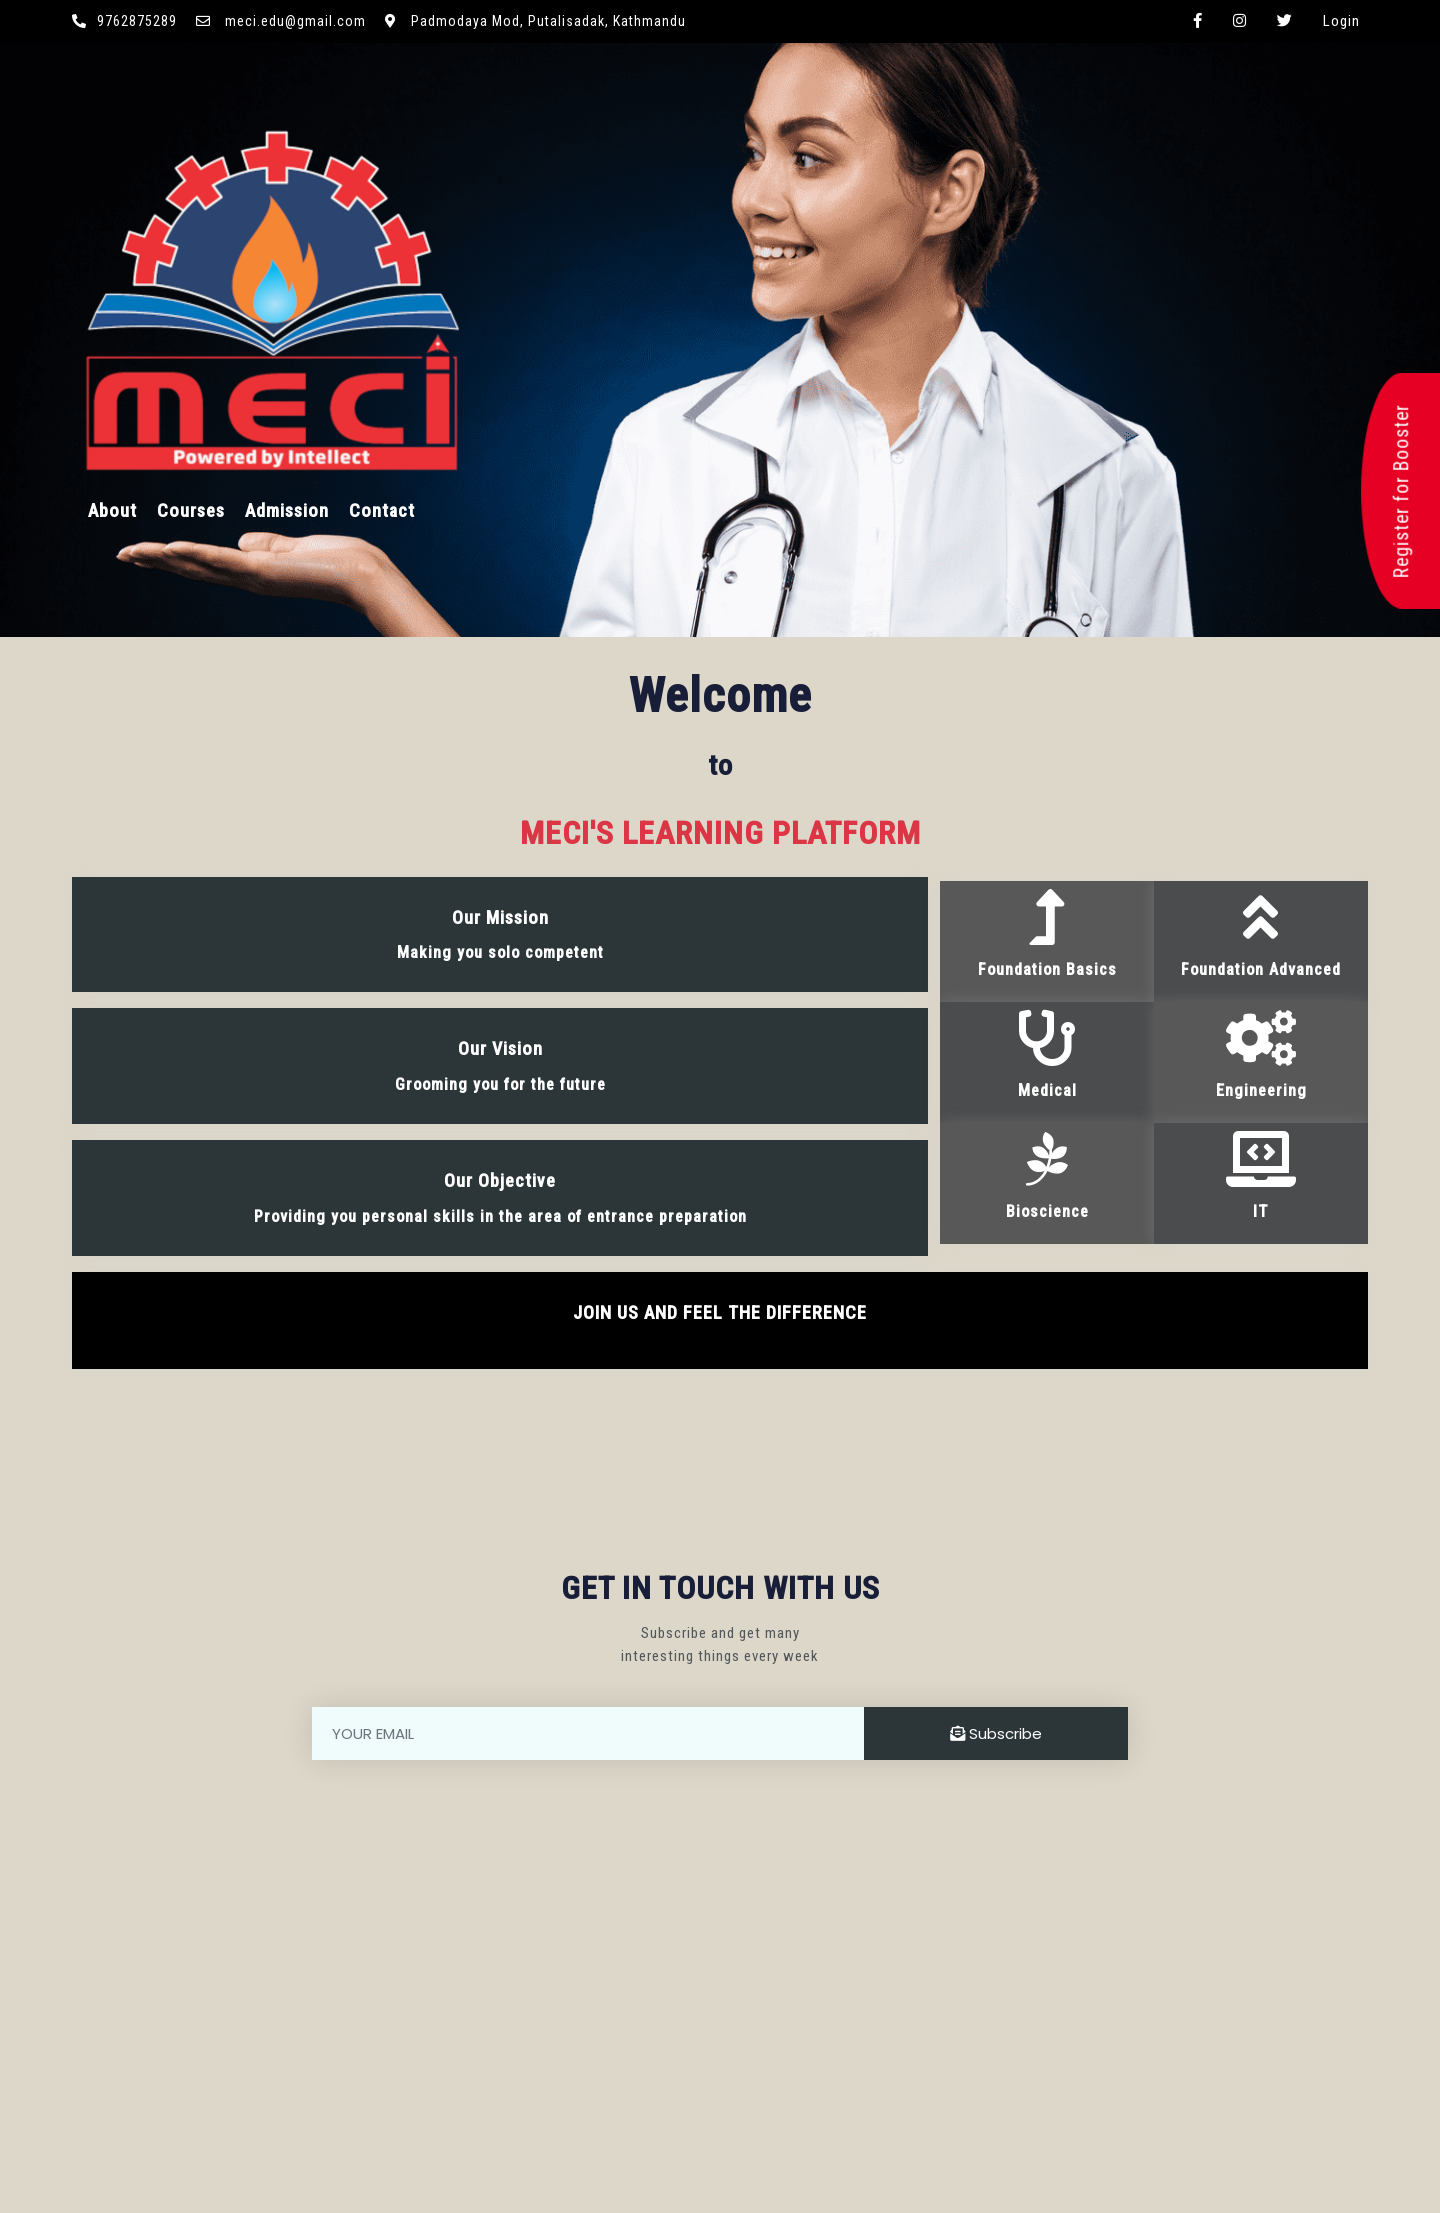 9762875289 meci.edu@gmail.com Padmodaya Mod, Putalisadak, Kathmandu Login
meci
Powered by Intellect
About Courses Admission Contact
Register for Booster
Welcome
to
MECI'S LEARNING PLATFORM
Our Mission
Making you solo competent
Our Vision
Grooming you for the future
Our Objective
Providing you personal skills in the area of entrance preparation
Foundation Basics
Foundation Advanced
Medical
Engineering
Bioscience
IT
JOIN US AND FEEL THE DIFFERENCE
GET IN TOUCH WITH US
Subscribe and get many
interesting things every week
YOUR EMAIL
Subscribe